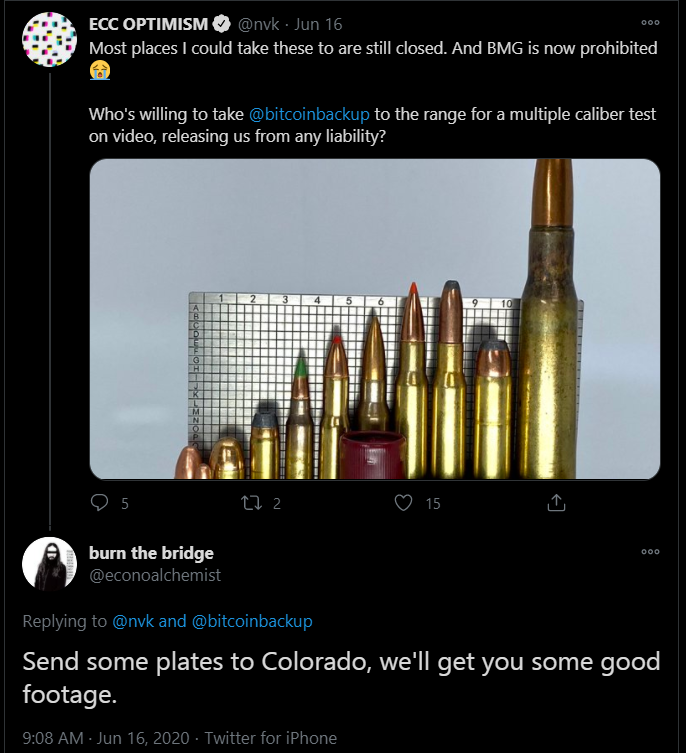 ECC OPTIMISM @nvk · Jun 16
Most places I could take these to are still closed. And BMG is now prohibited
😭
Who's willing to take @bitcoinbackup to the range for a multiple caliber test
on video, releasing us from any liability?
1 2 3 4 5 6 9 10
A
B
C
D
E
F
G
H
I
J
K
L
M
N
O
P
5 2 15
burn the bridge
@econoalchemist
Replying to @nvk and @bitcoinbackup
Send some plates to Colorado, we'll get you some good
footage.
9:08 AM · Jun 16, 2020 · Twitter for iPhone